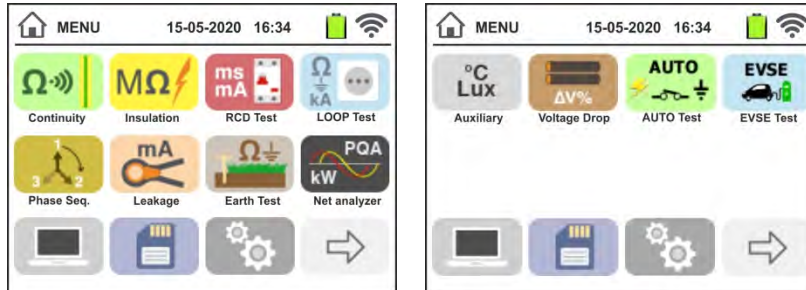 MENU 15-05-2020 16:34
Ω MΩ ms mA Ω kA
Continuity Insulation RCD Test LOOP Test
1 2 3 mA Ω PQA kW
Phase Seq. Leakage Earth Test Net analyzer
MENU 15-05-2020 16:34
°C Lux ΔV% AUTO EVSE
Auxiliary Voltage Drop AUTO Test EVSE Test